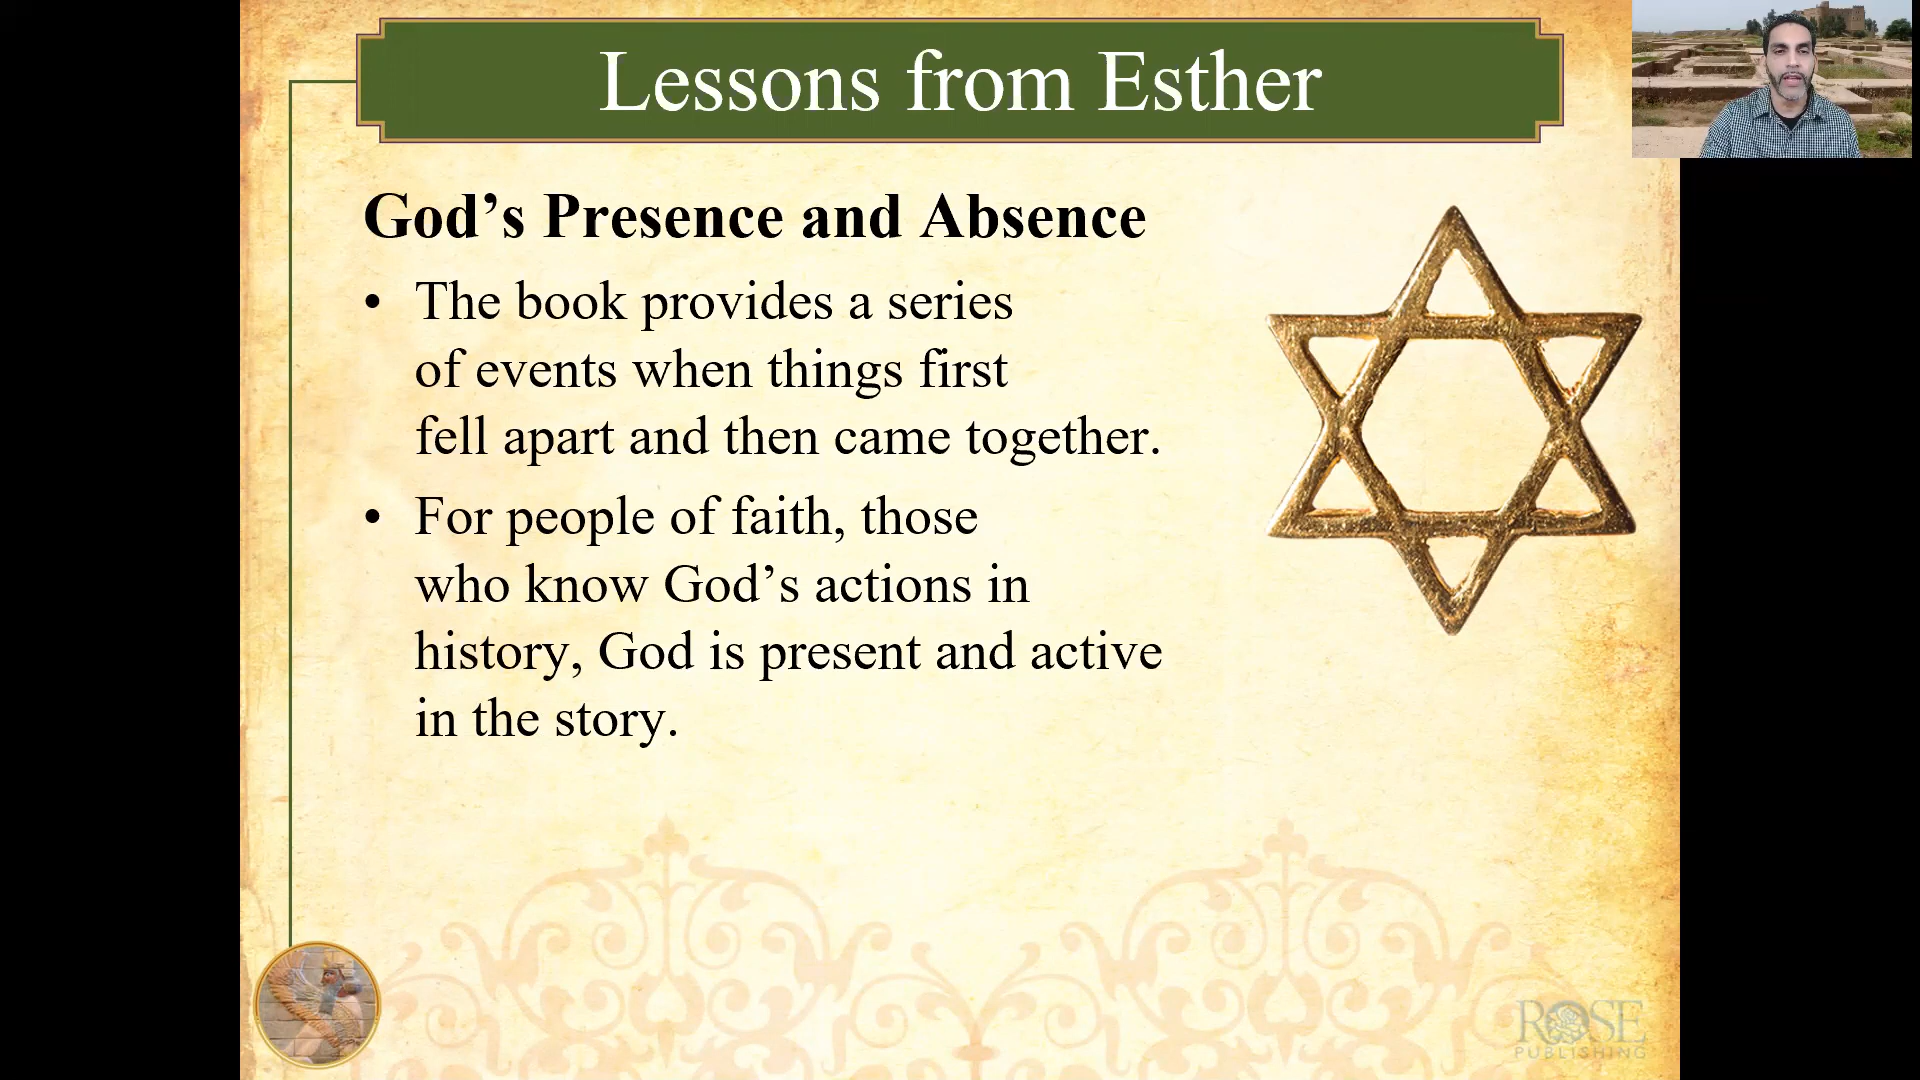 Lessons from Esther
God’s Presence and Absence
• The book provides a series
of events when things first
fell apart and then came together.
• For people of faith, those
who know God’s actions in
history, God is present and active
in the story.
ROSE
PUBLISHING